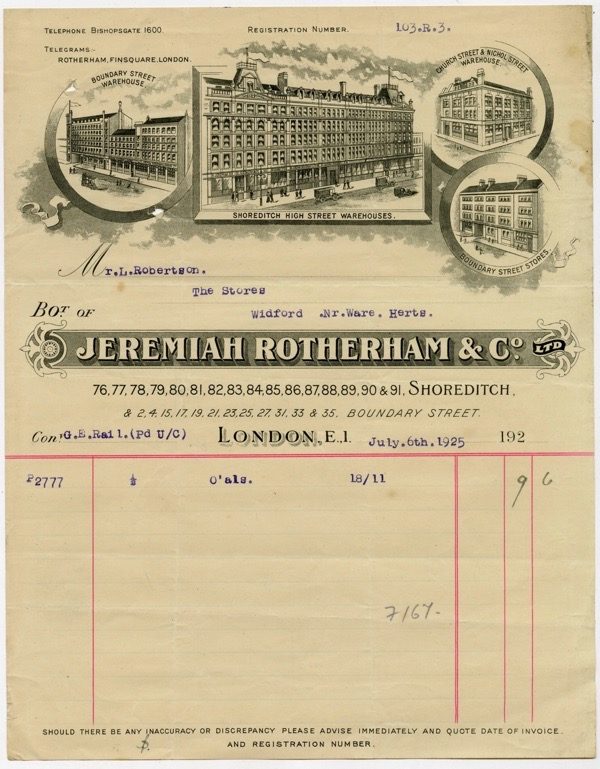 TELEPHONE BISHOPSGATE 1600.
REGISTRATION NUMBER.
103.R.3.
TELEGRAMS:-
ROTHERHAM, FINSQUARE, LONDON.
BOUNDARY STREET
WAREHOUSE.
CHURCH STREET & NICHOL STREET
WAREHOUSE.
SHOREDITCH HIGH STREET WAREHOUSES.
BOUNDARY STREET STORES.
Mr.L.Robertson.
The Stores
Widford .Nr.Ware. Herts.
BOT OF
JEREMIAH ROTHERHAM & Co LTD
76,77,78,79,80,81,82,83,84,85,86,87,88,89,90 & 91, SHOREDITCH,
& 2,4,15,17,19,21,23,25,27,31,33 & 35, BOUNDARY STREET.
Con G.E.Rail.(Pd U/C) LONDON, E.,1. July.6th.1925 192
P2777 ½ O'als. 18/11 9 6
7/6½
SHOULD THERE BE ANY INACCURACY OR DISCREPANCY PLEASE ADVISE IMMEDIATELY AND QUOTE DATE OF INVOICE.
AND REGISTRATION NUMBER.